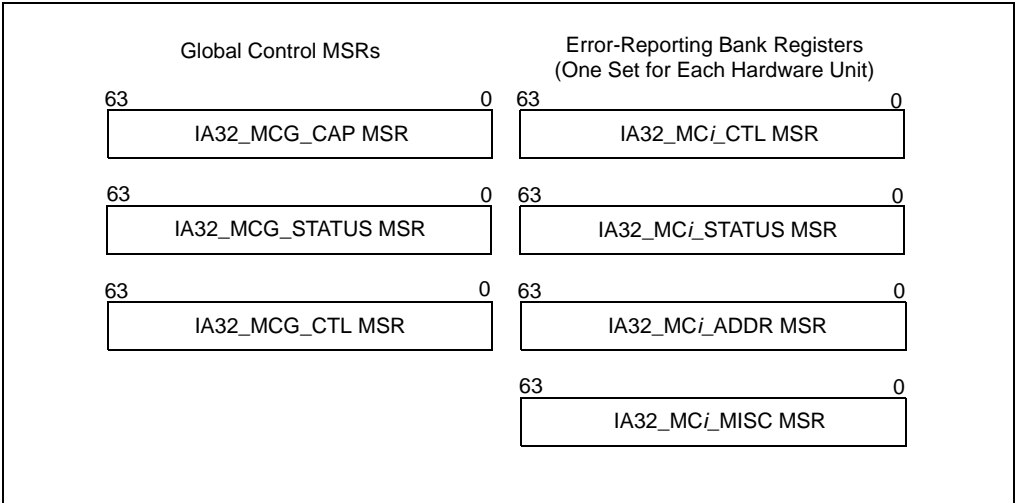 Global Control MSRs
Error-Reporting Bank Registers
(One Set for Each Hardware Unit)
63 0 63 0
IA32_MCG_CAP MSR IA32_MCi_CTL MSR
63 0 63 0
IA32_MCG_STATUS MSR IA32_MCi_STATUS MSR
63 0 63 0
IA32_MCG_CTL MSR IA32_MCi_ADDR MSR
63 0
IA32_MCi_MISC MSR